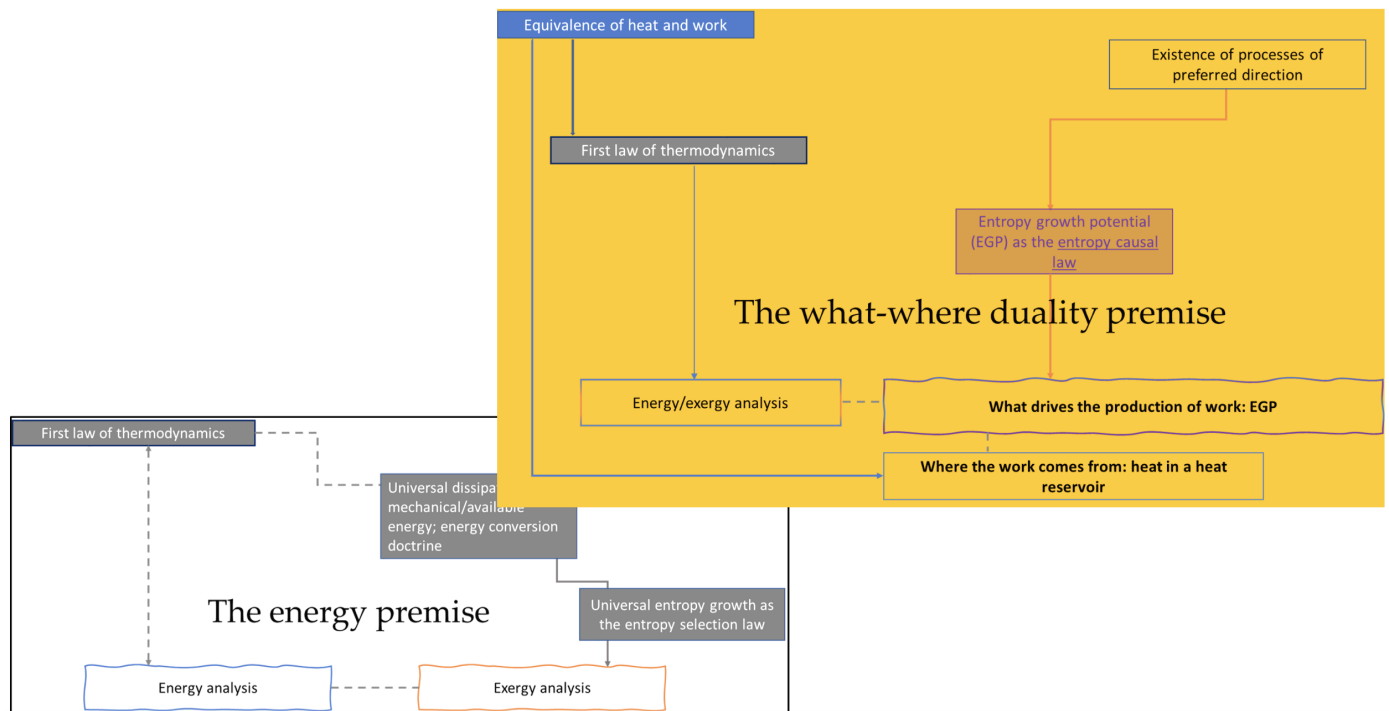 Equivalence of heat and work
Existence of processes of
preferred direction
First law of thermodynamics
Entropy growth potential
(EGP) as the entropy causal
law
The what-where duality premise
Energy/exergy analysis
What drives the production of work: EGP
Where the work comes from: heat in a heat
reservoir
First law of thermodynamics
Universal
mechanical/available
energy; energy conversion
doctrine
The energy premise
Universal entropy growth as
the entropy selection law
Energy analysis
Exergy analysis